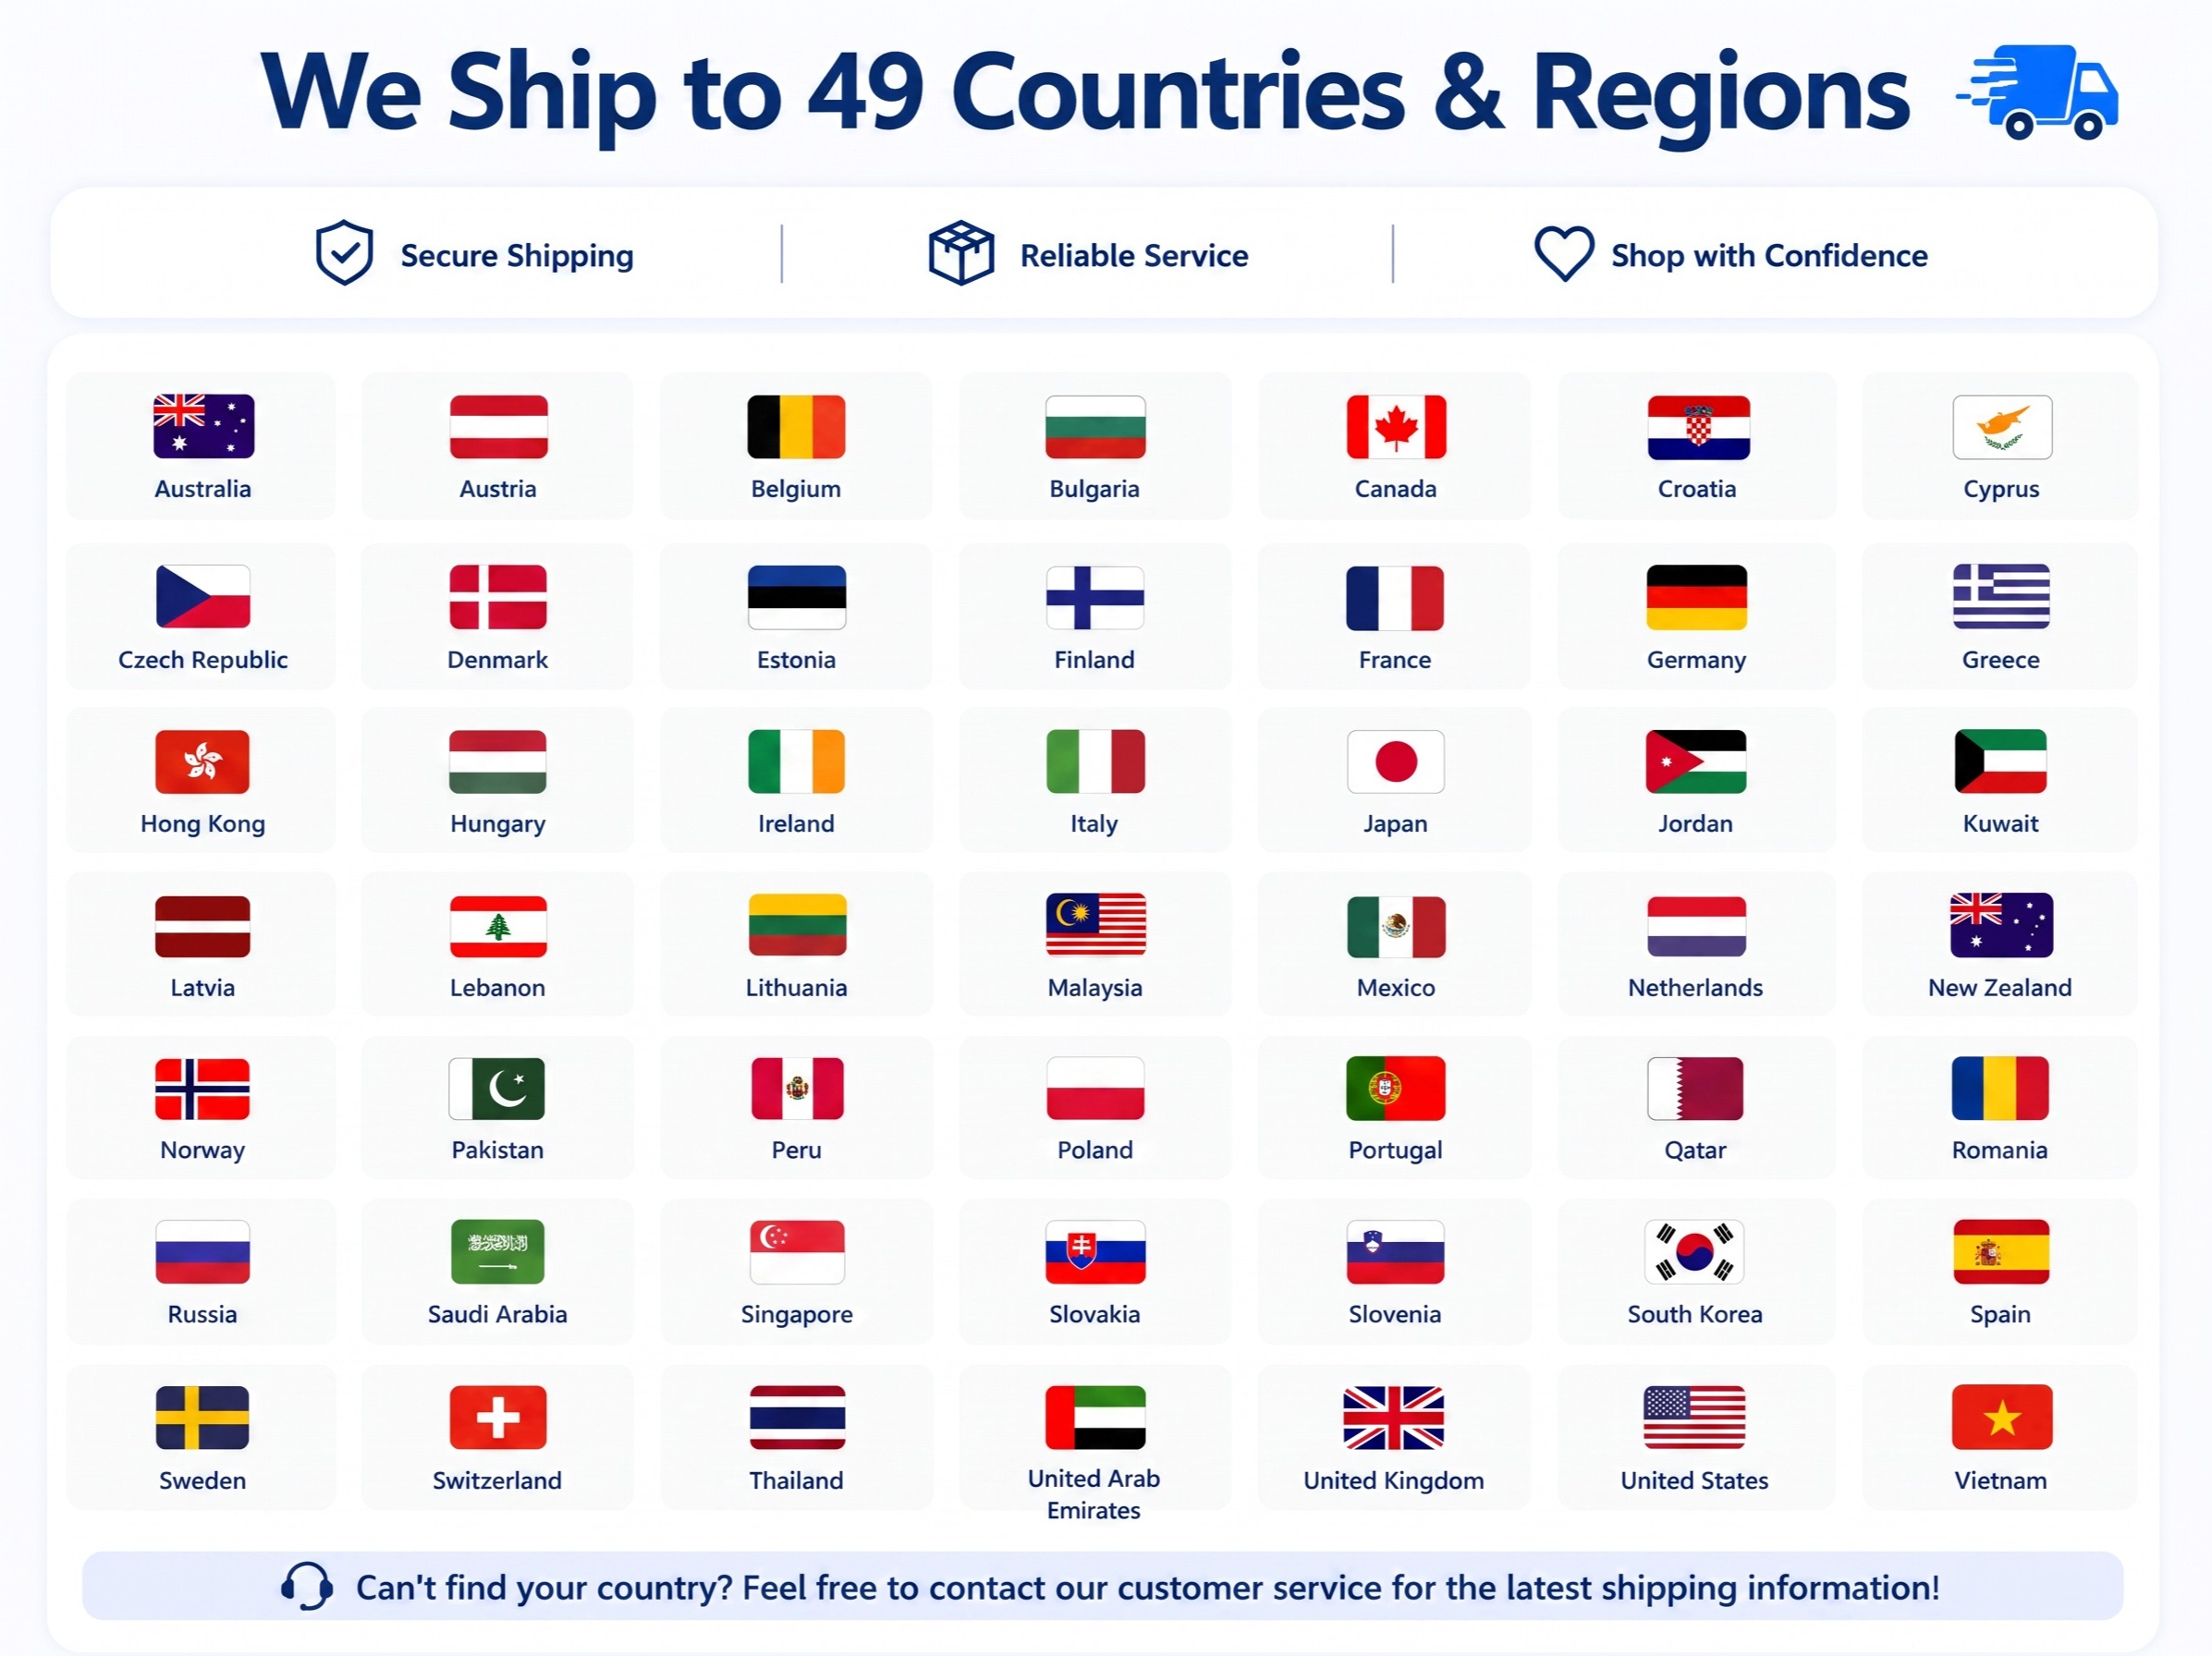 We Ship to 49 Countries & Regions
Secure Shipping
Reliable Service
Shop with Confidence
Australia
Austria
Belgium
Bulgaria
Canada
Croatia
Cyprus
Czech Republic
Denmark
Estonia
Finland
France
Germany
Greece
Hong Kong
Hungary
Ireland
Italy
Japan
Jordan
Kuwait
Latvia
Lebanon
Lithuania
Malaysia
Mexico
Netherlands
New Zealand
Norway
Pakistan
Peru
Poland
Portugal
Qatar
Romania
Russia
Saudi Arabia
Singapore
Slovakia
Slovenia
South Korea
Spain
Sweden
Switzerland
Thailand
United Arab
Emirates
United Kingdom
United States
Vietnam
Can't find your country? Feel free to contact our customer service for the latest shipping information!